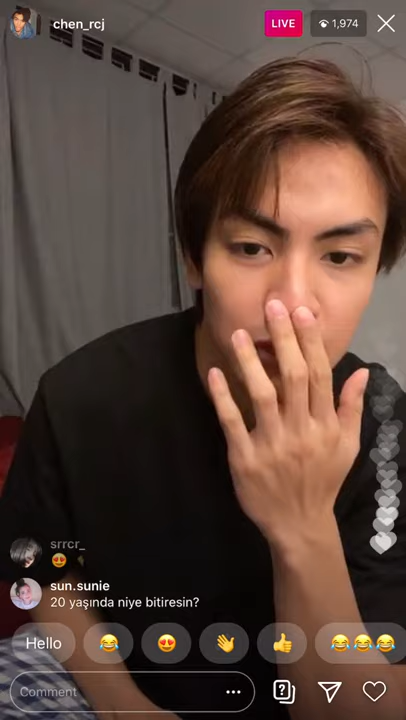 chen_rcj
LIVE
1,974
srrcr_
😍
sun.sunie
20 yaşında niye bitiresin?
Hello
😂
😍
👋
👍
😂😂😂
Comment